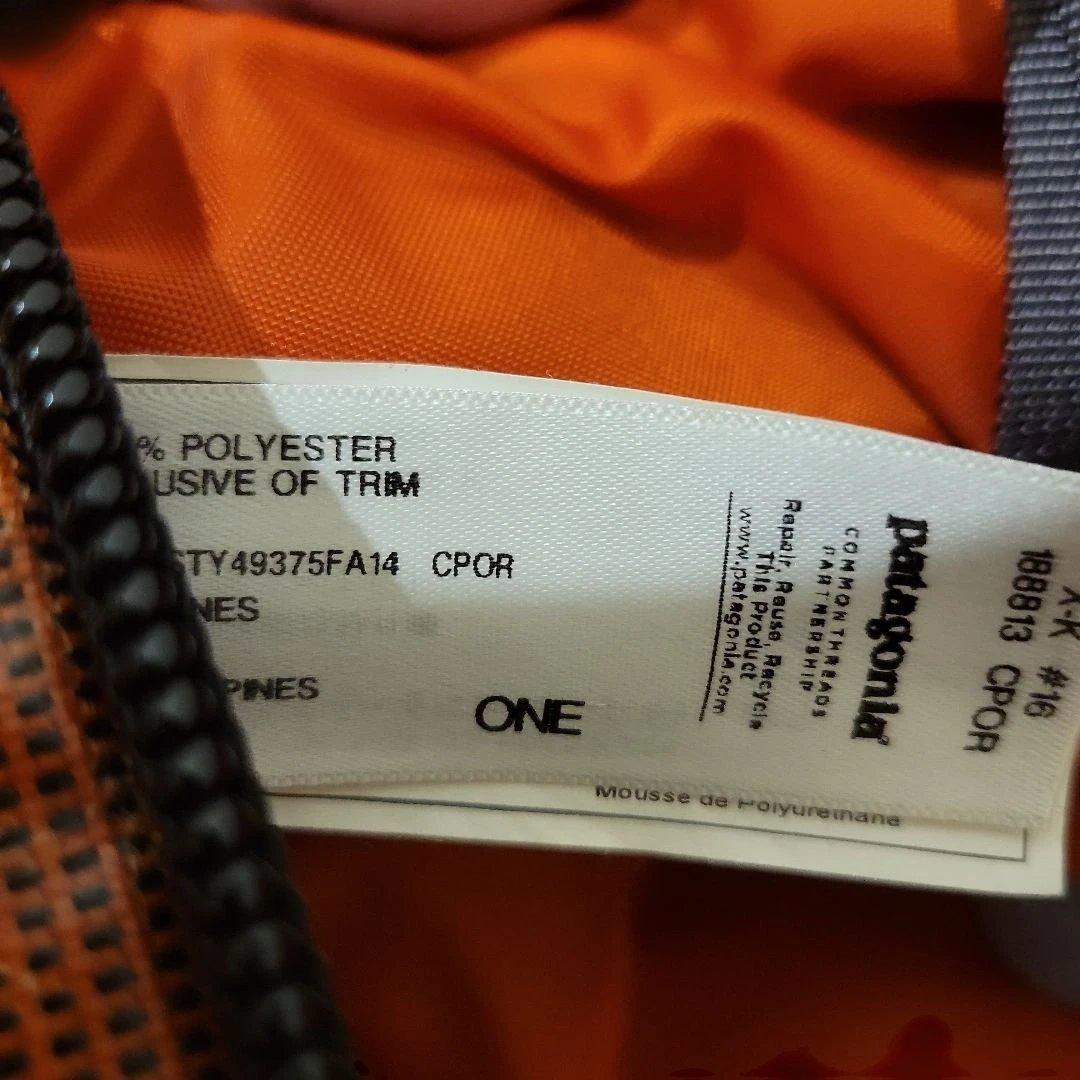 % POLYESTER
USIVE OF TRIM
STY49375FA14 CPOR
NES
PINES
ONE
patagonia®
COMMON THREADS
PARTNERSHIP
Repair, Reuse, Recycle
This Product
www.patagonia.com
X-K #16
188813 CPOR
Mousse de Polyurethane